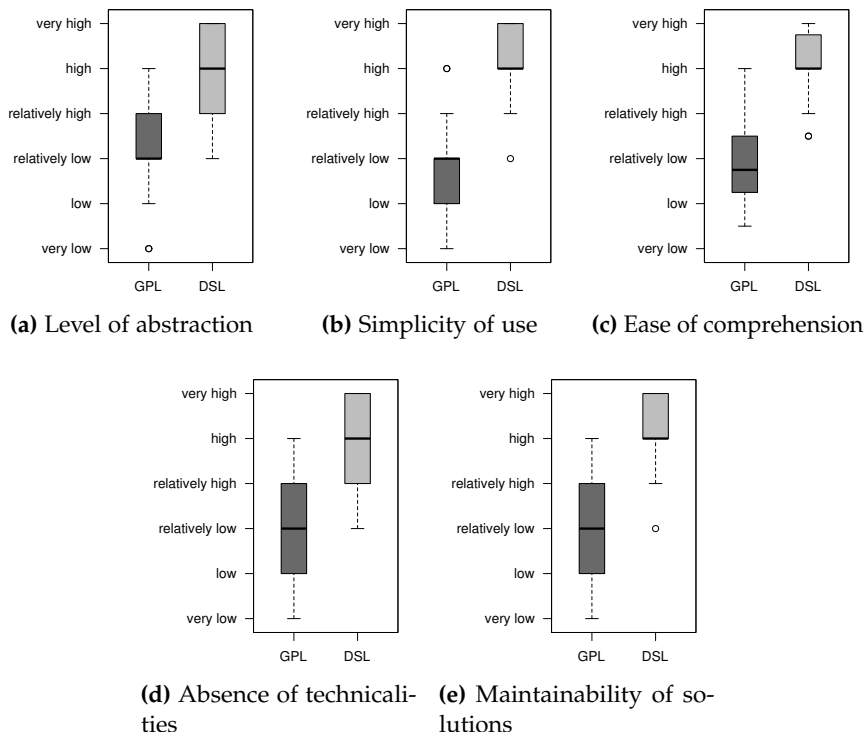 very high
high
relatively high
relatively low
low
very low
GPL DSL
(a) Level of abstraction
very high
high
relatively high
relatively low
low
very low
GPL DSL
(b) Simplicity of use
very high
high
relatively high
relatively low
low
very low
GPL DSL
(c) Ease of comprehension
very high
high
relatively high
relatively low
low
very low
GPL DSL
(d) Absence of technicali-
ties
very high
high
relatively high
relatively low
low
very low
GPL DSL
(e) Maintainability of so-
lutions